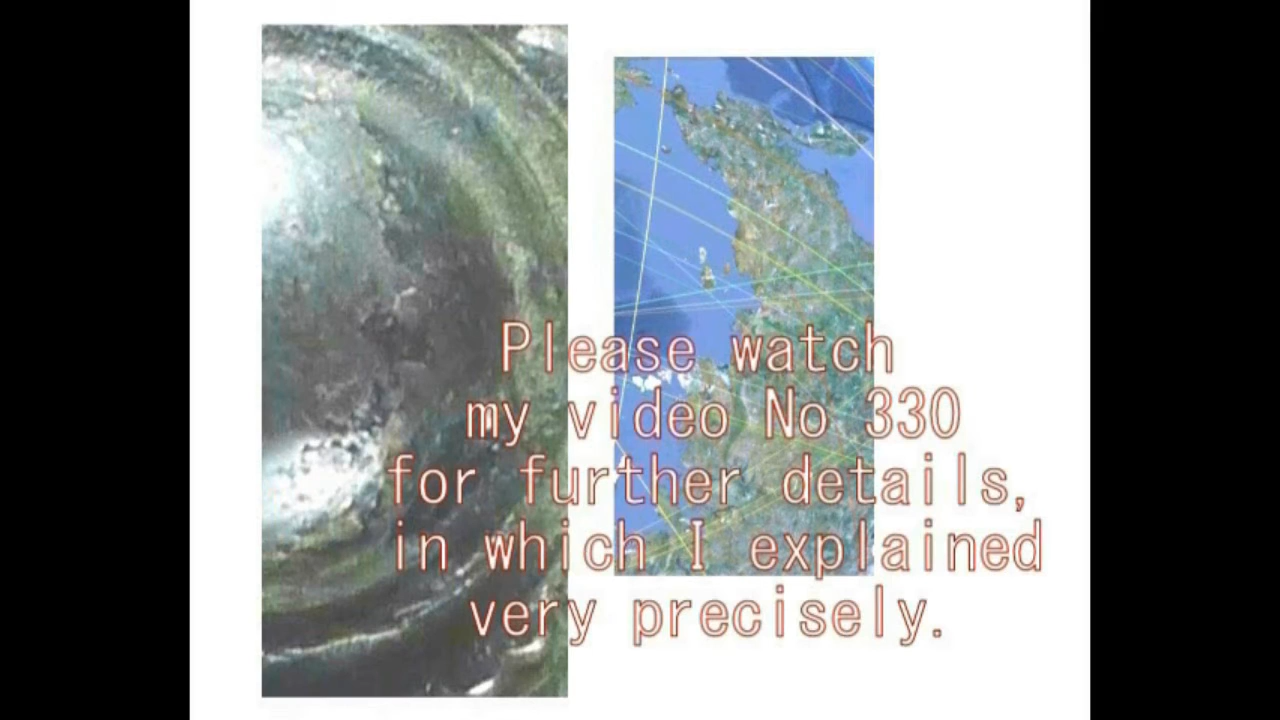 Please watch
my video No 330
for further details,
in which I explained
very precisely.